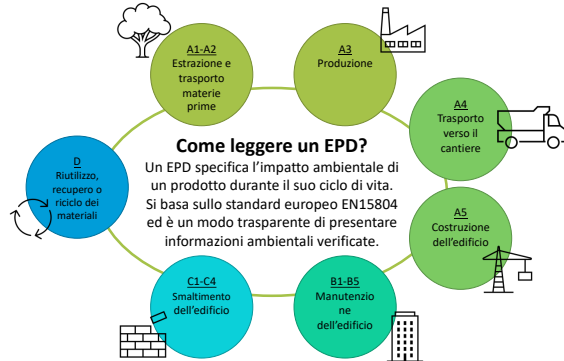 A1-A2
Estrazione e
trasporto
materie
prime
A3
Produzione
A4
Trasporto
verso il
cantiere
Come leggere un EPD?
Un EPD specifica l'impatto ambientale di
un prodotto durante il suo ciclo di vita.
Si basa sullo standard europeo EN15804
ed è un modo trasparente di presentare
informazioni ambientali verificate.
D
Riutilizzo,
recupero o
riciclo dei
materiali
A5
Costruzione
dell'edificio
C1-C4
Smaltimento
dell'edificio
B1-B5
Manutenzio
ne
dell'edificio